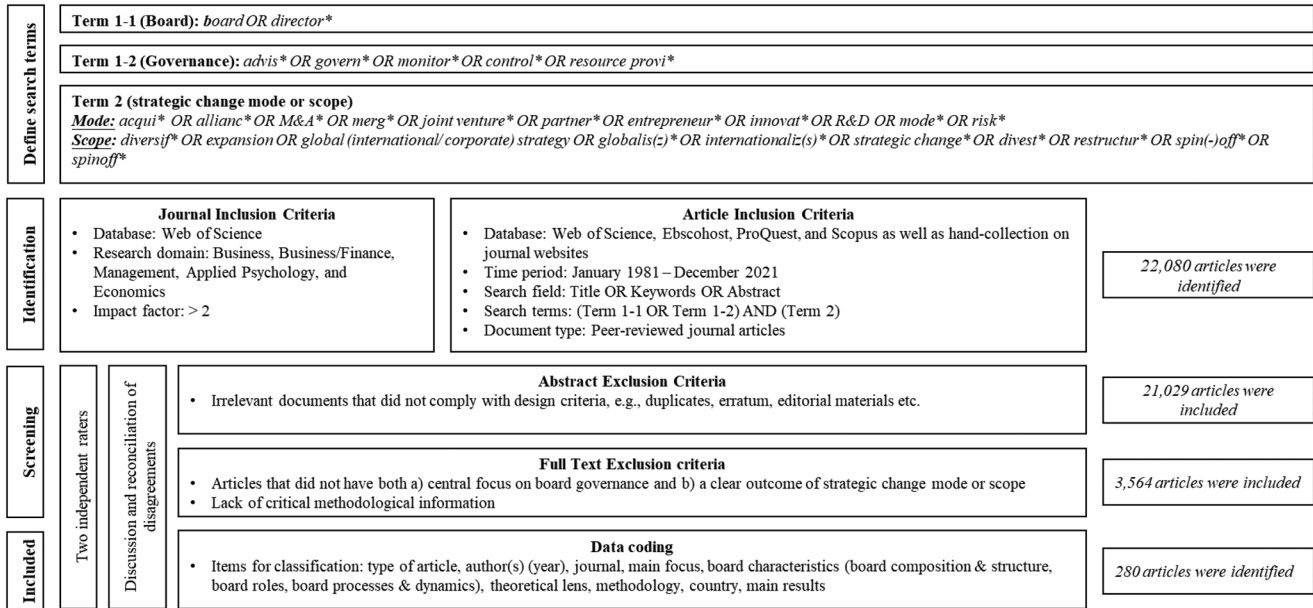 Define search terms
Term 1-1 (Board): board OR director*
Term 1-2 (Governance): advis* OR govern* OR monitor* OR control* OR resource provi*
Term 2 (strategic change mode or scope)
Mode: acqui* OR allianc* OR M&A* OR merg* OR joint venture* OR partner* OR entrepreneur* OR innovat* OR R&D OR mode* OR risk*
Scope: diversif* OR expansion OR global (international/corporate) strategy OR globalis(z)* OR internationaliz(s)* OR strategic change* OR divest* OR restructur* OR spin(-)off* OR
spinoff*
Identification
Journal Inclusion Criteria
• Database: Web of Science
• Research domain: Business, Business/Finance,
Management, Applied Psychology, and
Economics
• Impact factor: > 2
Article Inclusion Criteria
• Database: Web of Science, Ebscohost, ProQuest, and Scopus as well as hand-collection on
journal websites
• Time period: January 1981 – December 2021
• Search field: Title OR Keywords OR Abstract
• Search terms: (Term 1-1 OR Term 1-2) AND (Term 2)
• Document type: Peer-reviewed journal articles
22,080 articles were
identified
Screening
Two independent raters
Discussion and reconciliation of
disagreements
Abstract Exclusion Criteria
• Irrelevant documents that did not comply with design criteria, e.g., duplicates, erratum, editorial materials etc.
21,029 articles were
included
Full Text Exclusion criteria
• Articles that did not have both a) central focus on board governance and b) a clear outcome of strategic change mode or scope
• Lack of critical methodological information
3,564 articles were included
Included
Data coding
• Items for classification: type of article, author(s) (year), journal, main focus, board characteristics (board composition & structure,
board roles, board processes & dynamics), theoretical lens, methodology, country, main results
280 articles were identified